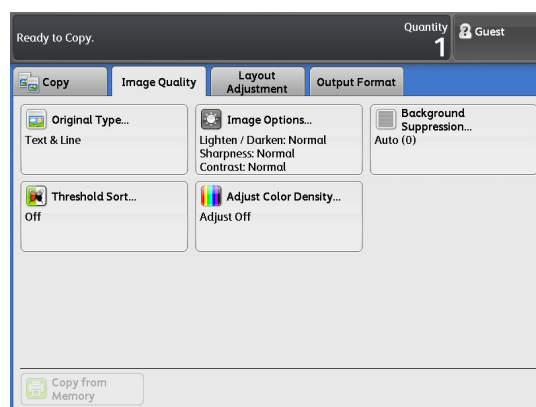 Ready to Copy.
Quantity
1
Guest
Copy
Image Quality
Layout
Adjustment
Output Format
Original Type...
Text & Line
Image Options...
Lighten / Darken: Normal
Sharpness: Normal
Contrast: Normal
Background
Suppression...
Auto (0)
Threshold Sort...
Off
Adjust Color Density...
Adjust Off
Copy from
Memory